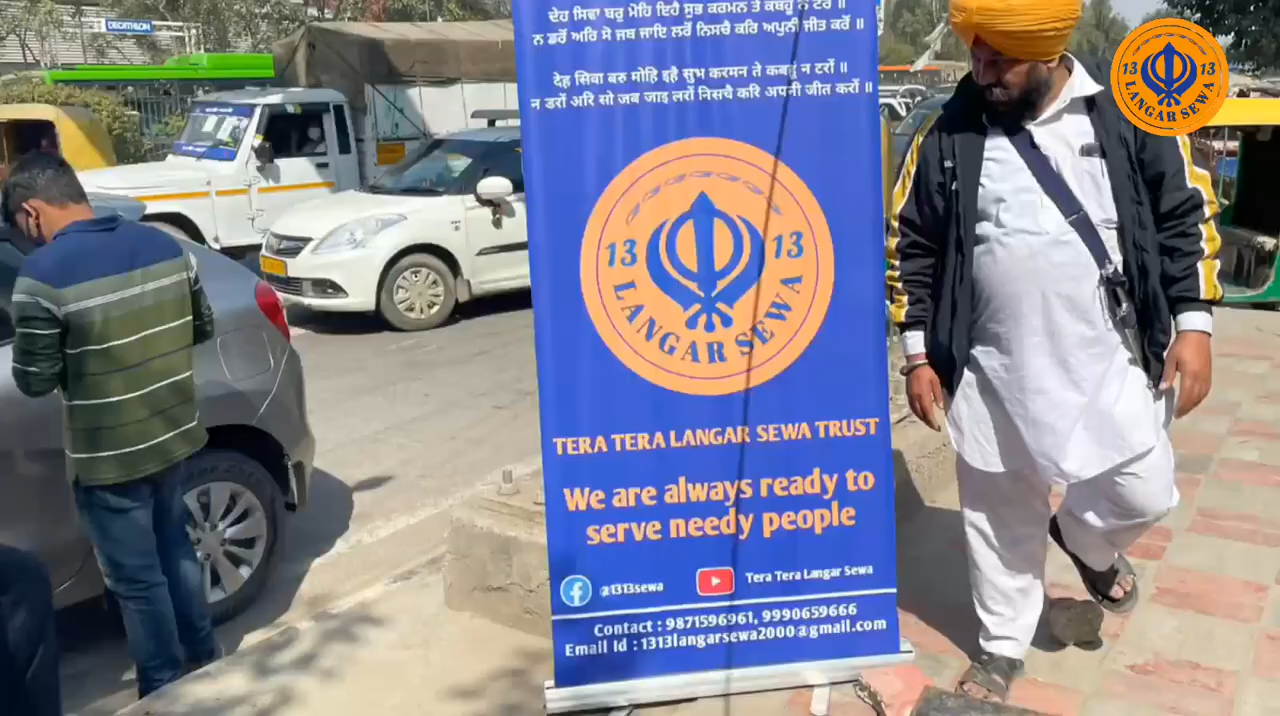 DECATHLON
ਦੇਹ ਸਿਵਾ ਬਰੁ ਮੋਹਿ ਇਹੈ ਸੁਭ ਕਰਮਨ ਤੇ ਕਬਹੂੰ ਨ ਟਰੋਂ ॥
ਨ ਡਰੋਂ ਅਰਿ ਸੋ ਜਬ ਜਾਇ ਲਰੋਂ ਨਿਸਚੈ ਕਰਿ ਅਪੁਨੀ ਜੀਤ ਕਰੋਂ ॥
देह सिवा बरु मोहि इहै सुभ करमन ते कबहूं न टरों ॥
न डरों अरि सो जब जाइ लरों निसचै करि अपनी जीत करों ॥
13 13
LANGAR SEWA
13 13
LANGAR SEWA
TERA TERA LANGAR SEWA TRUST
We are always ready to
serve needy people
@1313sewa Tera Tera Langar Sewa
Contact : 9871596961, 9990659666
Email Id : 1313langarsewa2000@gmail.com